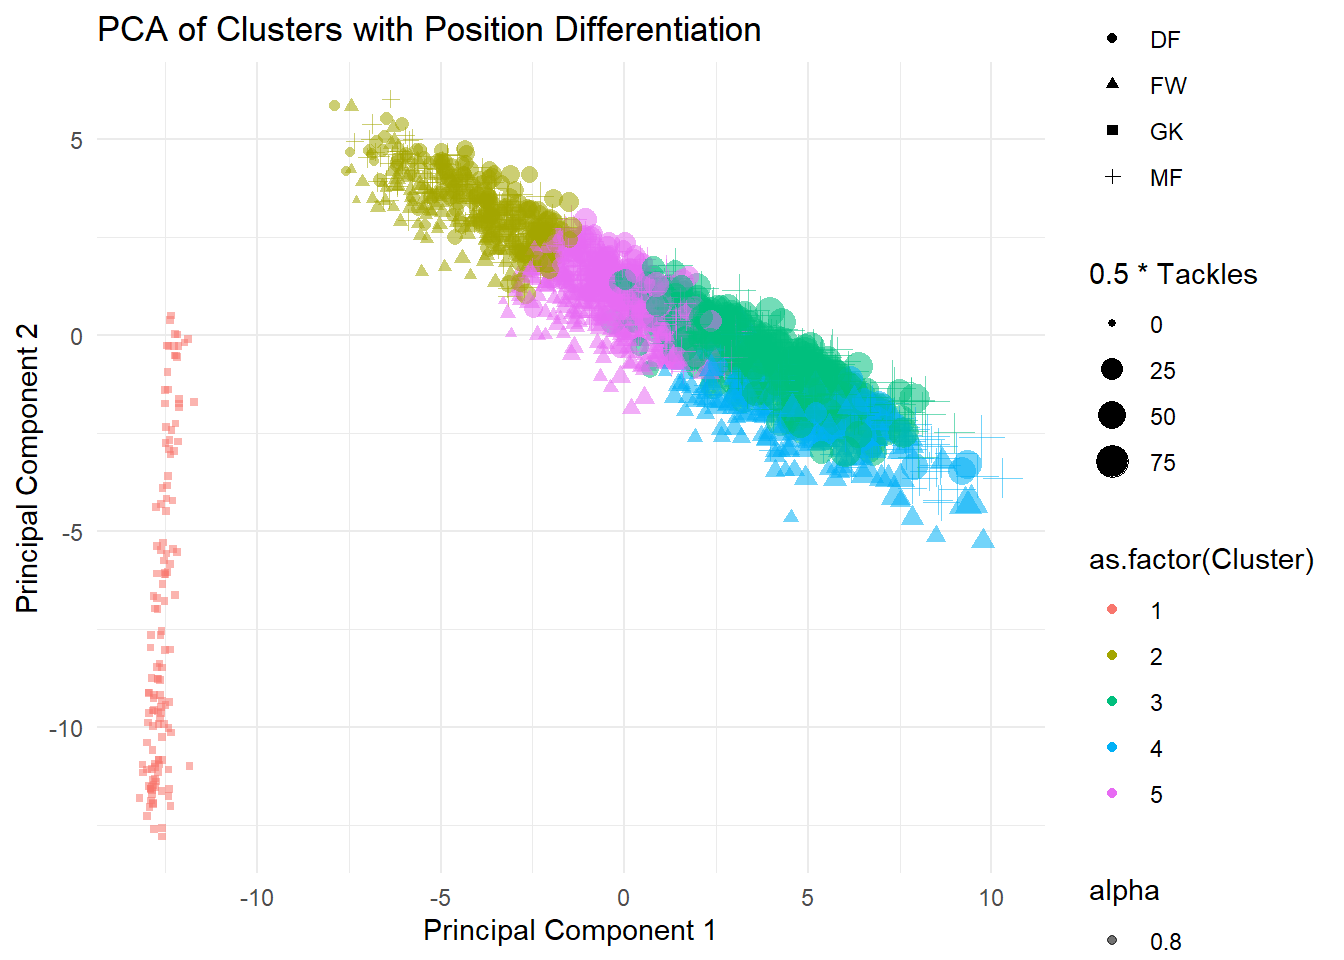 PCA of Clusters with Position Differentiation
Principal Component 2
5
0
-5
-10
-10
-5
0
5
10
Principal Component 1
DF
FW
GK
MF
0.5 * Tackles
0
25
50
75
as.factor(Cluster)
1
2
3
4
5
alpha
0.8